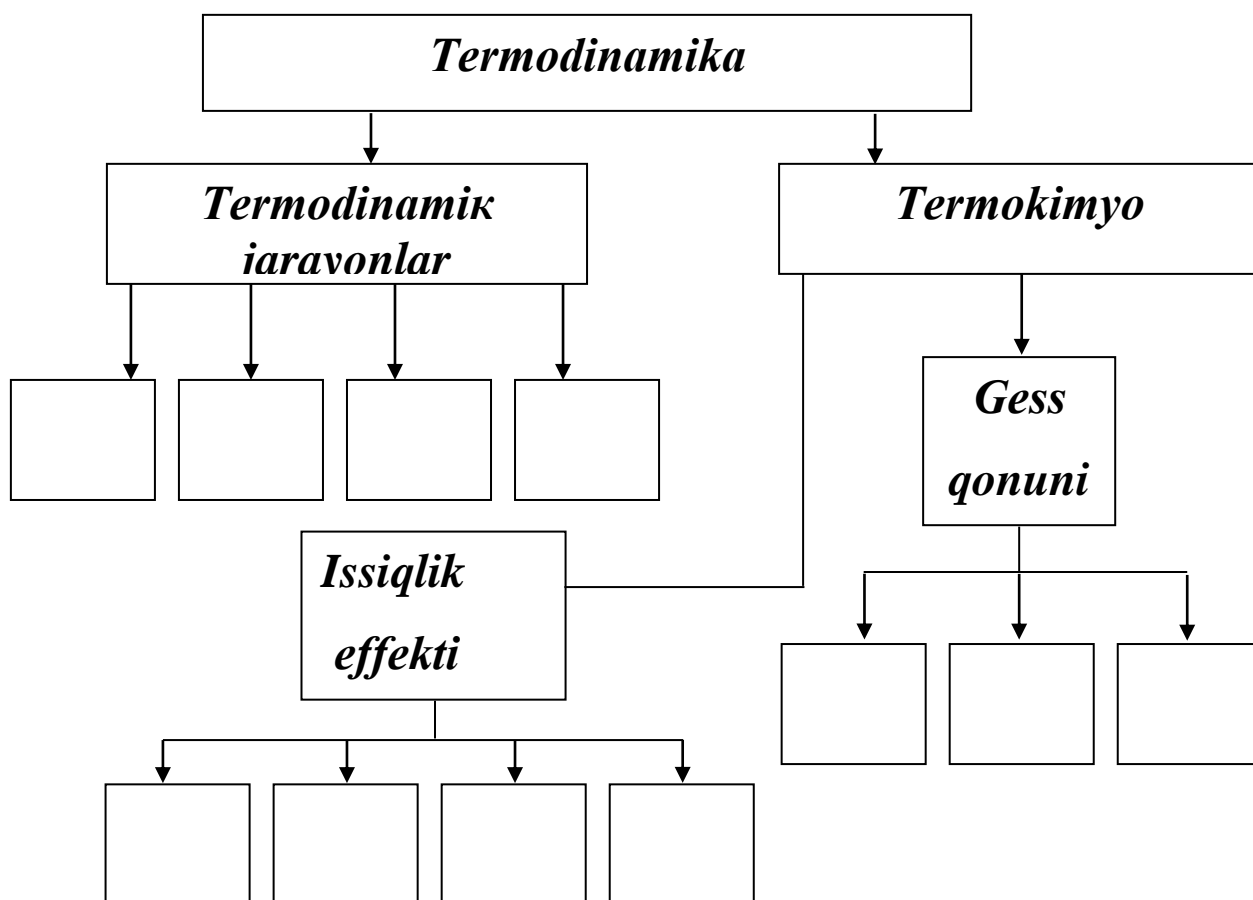 Termodinamika
Termodinamiк
jarayonlar
Termokimyo
Gess
qonuni
Issiqlik
effekti